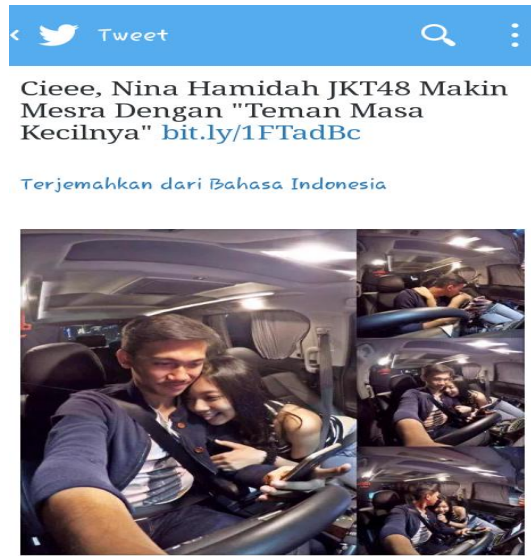 Tweet
Cieee, Nina Hamidah JKT48 Makin
Mesra Dengan "Teman Masa
Kecilnya" bit.ly/1FTadBc
Terjemahkan dari Bahasa Indonesia